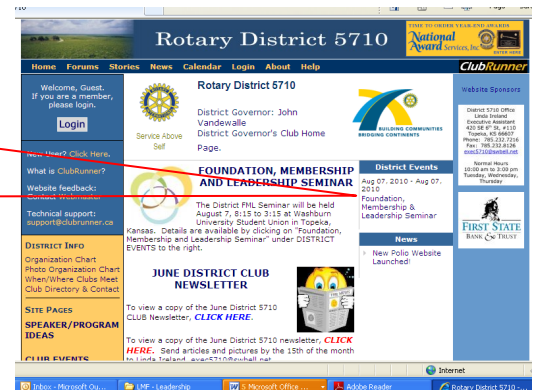 Rotary District 5710
TIME TO ORDER YEAR-END AWARDS
National
Award Services, Inc.
ENTER HERE
Home Forums Stories News Calendar Login About Help
ClubRunner
Welcome, Guest.
If you are a member,
please login.
Login
New User? Click Here.
What is ClubRunner?
Website feedback:
Contact Webmaster
Technical support:
support@clubrunner.ca
DISTRICT INFO
Organization Chart
Photo Organization Chart
When/Where Clubs Meet
Club Directory & Contact
SITE PAGES
SPEAKER/PROGRAM
IDEAS
CLUB EVENTS
Service Above
Self
Rotary District 5710
District Governor: John
Vandewalle
District Governor's Club Home
Page.
BUILDING COMMUNITIES
BRIDGING CONTINENTS
FOUNDATION, MEMBERSHIP
AND LEADERSHIP SEMINAR
The District FML Seminar will be held
August 7, 8:15 to 3:15 at Washburn
University Student Union in Topeka,
Kansas. Details are available by clicking on "Foundation,
Membership and Leadership Seminar" under DISTRICT
EVENTS to the right.
JUNE DISTRICT CLUB
NEWSLETTER
To view a copy of the June District 5710
CLUB Newsletter, CLICK HERE.
To view a copy of the June District 5710 newsletter, CLICK
HERE. Send articles and pictures by the 15th of the month
to Linda Ireland, exec5710@swbell.net
District Events
Aug 07, 2010 - Aug 07,
2010
Foundation,
Membership &
Leadership Seminar
News
New Polio Website
Launched!
Website Sponsors
District 5710 Office
Linda Ireland
Executive Assistant
420 SE 6th St, #110
Topeka, KS 66607
Phone: 785.232.7216
Fax: 785.232.8126
exec5710@swbell.net
Normal Hours
10:00 am to 3:00 pm
Tuesday, Wednesday,
Thursday
FIRST STATE
BANK & TRUST
Internet
Inbox - Microsoft Ou...
LMF - Leadership
5 Microsoft Office ...
Adobe Reader
Rotary District 5710 -...